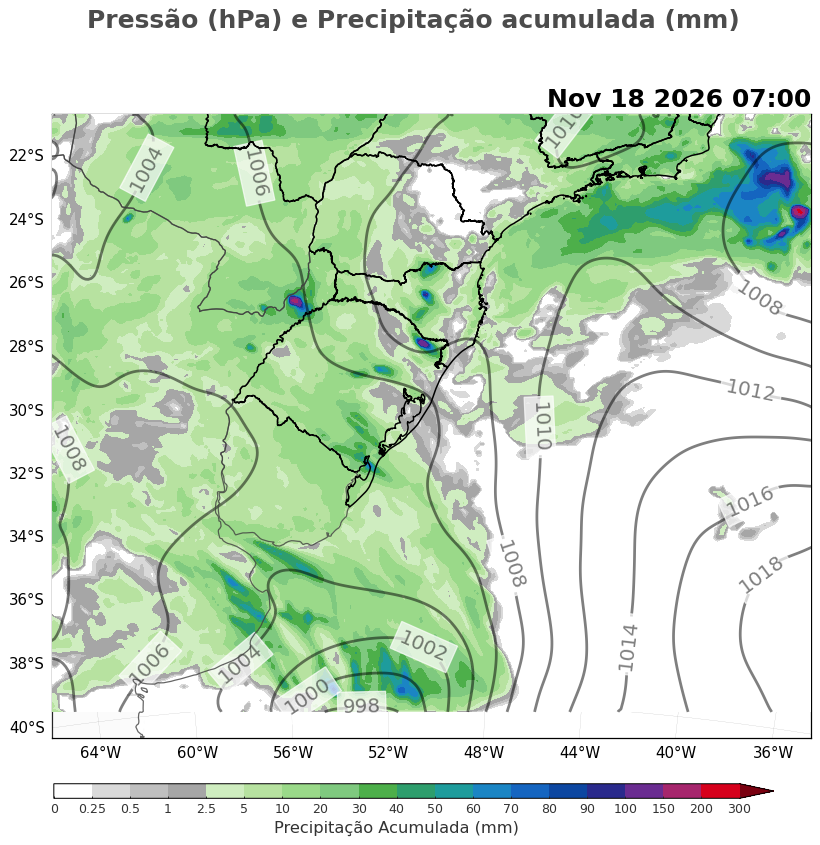 Pressão (hPa) e Precipitação acumulada (mm)
Nov 18 2026 07:00
1010
22°S
1004
1006
24°S
26°S
1008
28°S
1012
30°S
1010
1008
32°S
1016
34°S
1008
1018
36°S
1014
1002
38°S
1006
1004
1000
998
40°S
64°W 60°W 56°W 52°W 48°W 44°W 40°W 36°W
0 0.25 0.5 1 2.5 5 10 20 30 40 50 60 70 80 90 100 150 200 300
Precipitação Acumulada (mm)